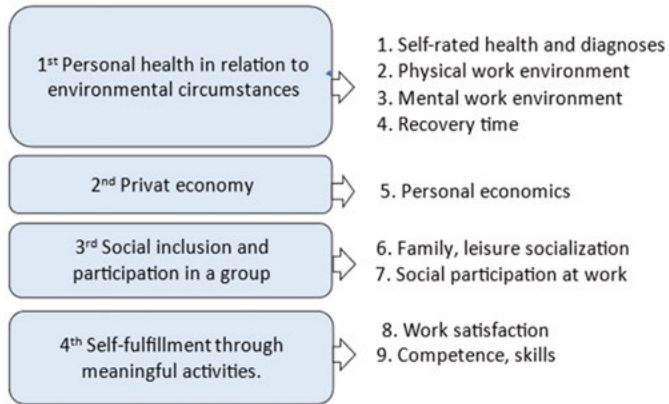 1st Personal health in relation to
environmental circumstances
1. Self-rated health and diagnoses
2. Physical work environment
3. Mental work environment
4. Recovery time
2nd Privat economy
5. Personal economics
3rd Social inclusion and
participation in a group
6. Family, leisure socialization
7. Social participation at work
4th Self-fulfillment through
meaningful activities.
8. Work satisfaction
9. Competence, skills